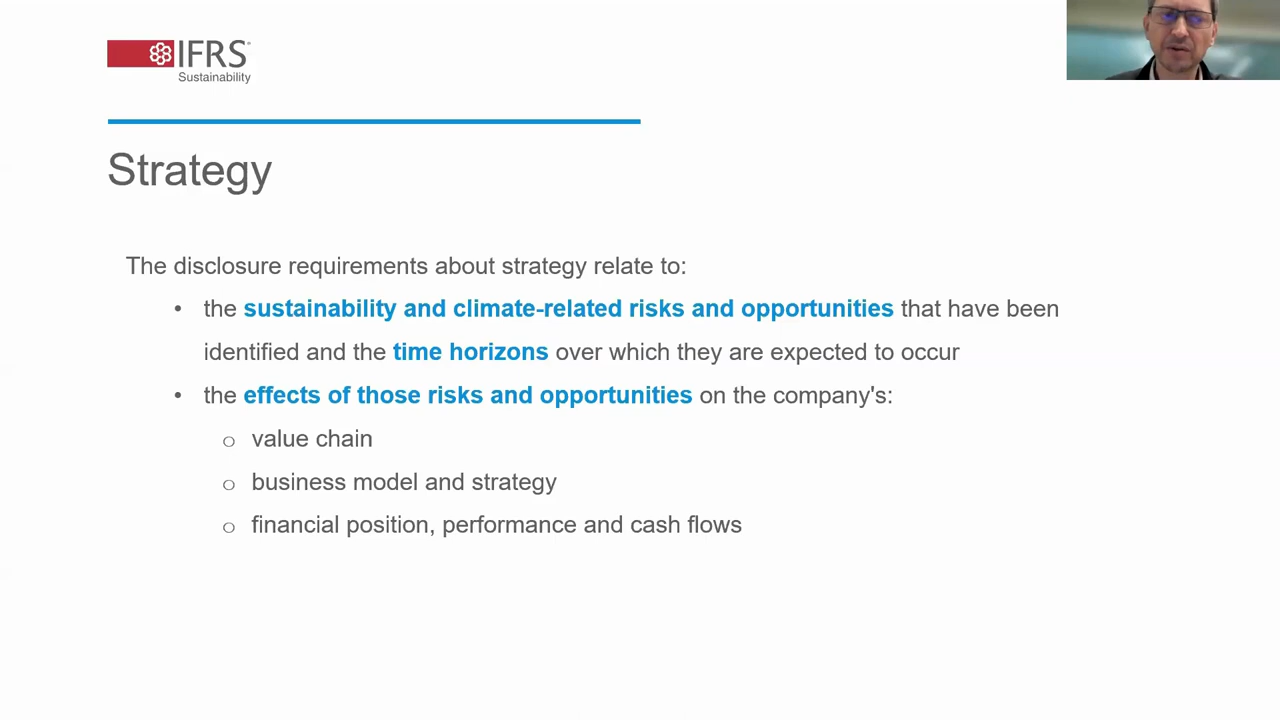 IFRS®
Sustainability
Strategy
The disclosure requirements about strategy relate to:
• the sustainability and climate-related risks and opportunities that have been
identified and the time horizons over which they are expected to occur
• the effects of those risks and opportunities on the company's:
o value chain
o business model and strategy
o financial position, performance and cash flows